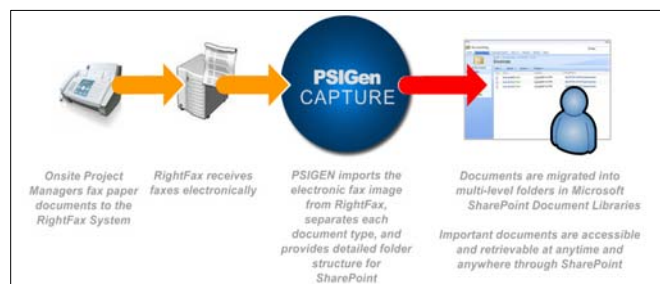 PSIGen
CAPTURE
Onsite Project
Managers fax paper
documents to the
RightFax System
RightFax receives
faxes electronically
PSIGEN imports the
electronic fax image
from RightFax,
separates each
document type, and
provides detailed folder
structure for
SharePoint
Documents are migrated into
multi-level folders in Microsoft
SharePoint Document Libraries
Important documents are accessible
and retrievable at anytime and
anywhere through SharePoint